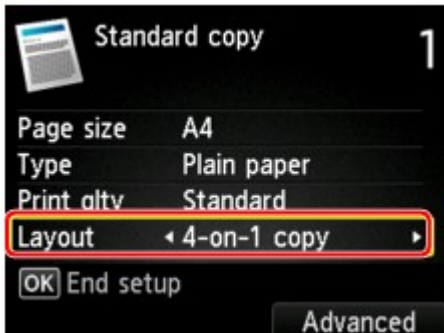 Standard copy 1
Page size A4
Type Plain paper
Print qlty Standard
Layout 4-on-1 copy
OK End setup
Advanced